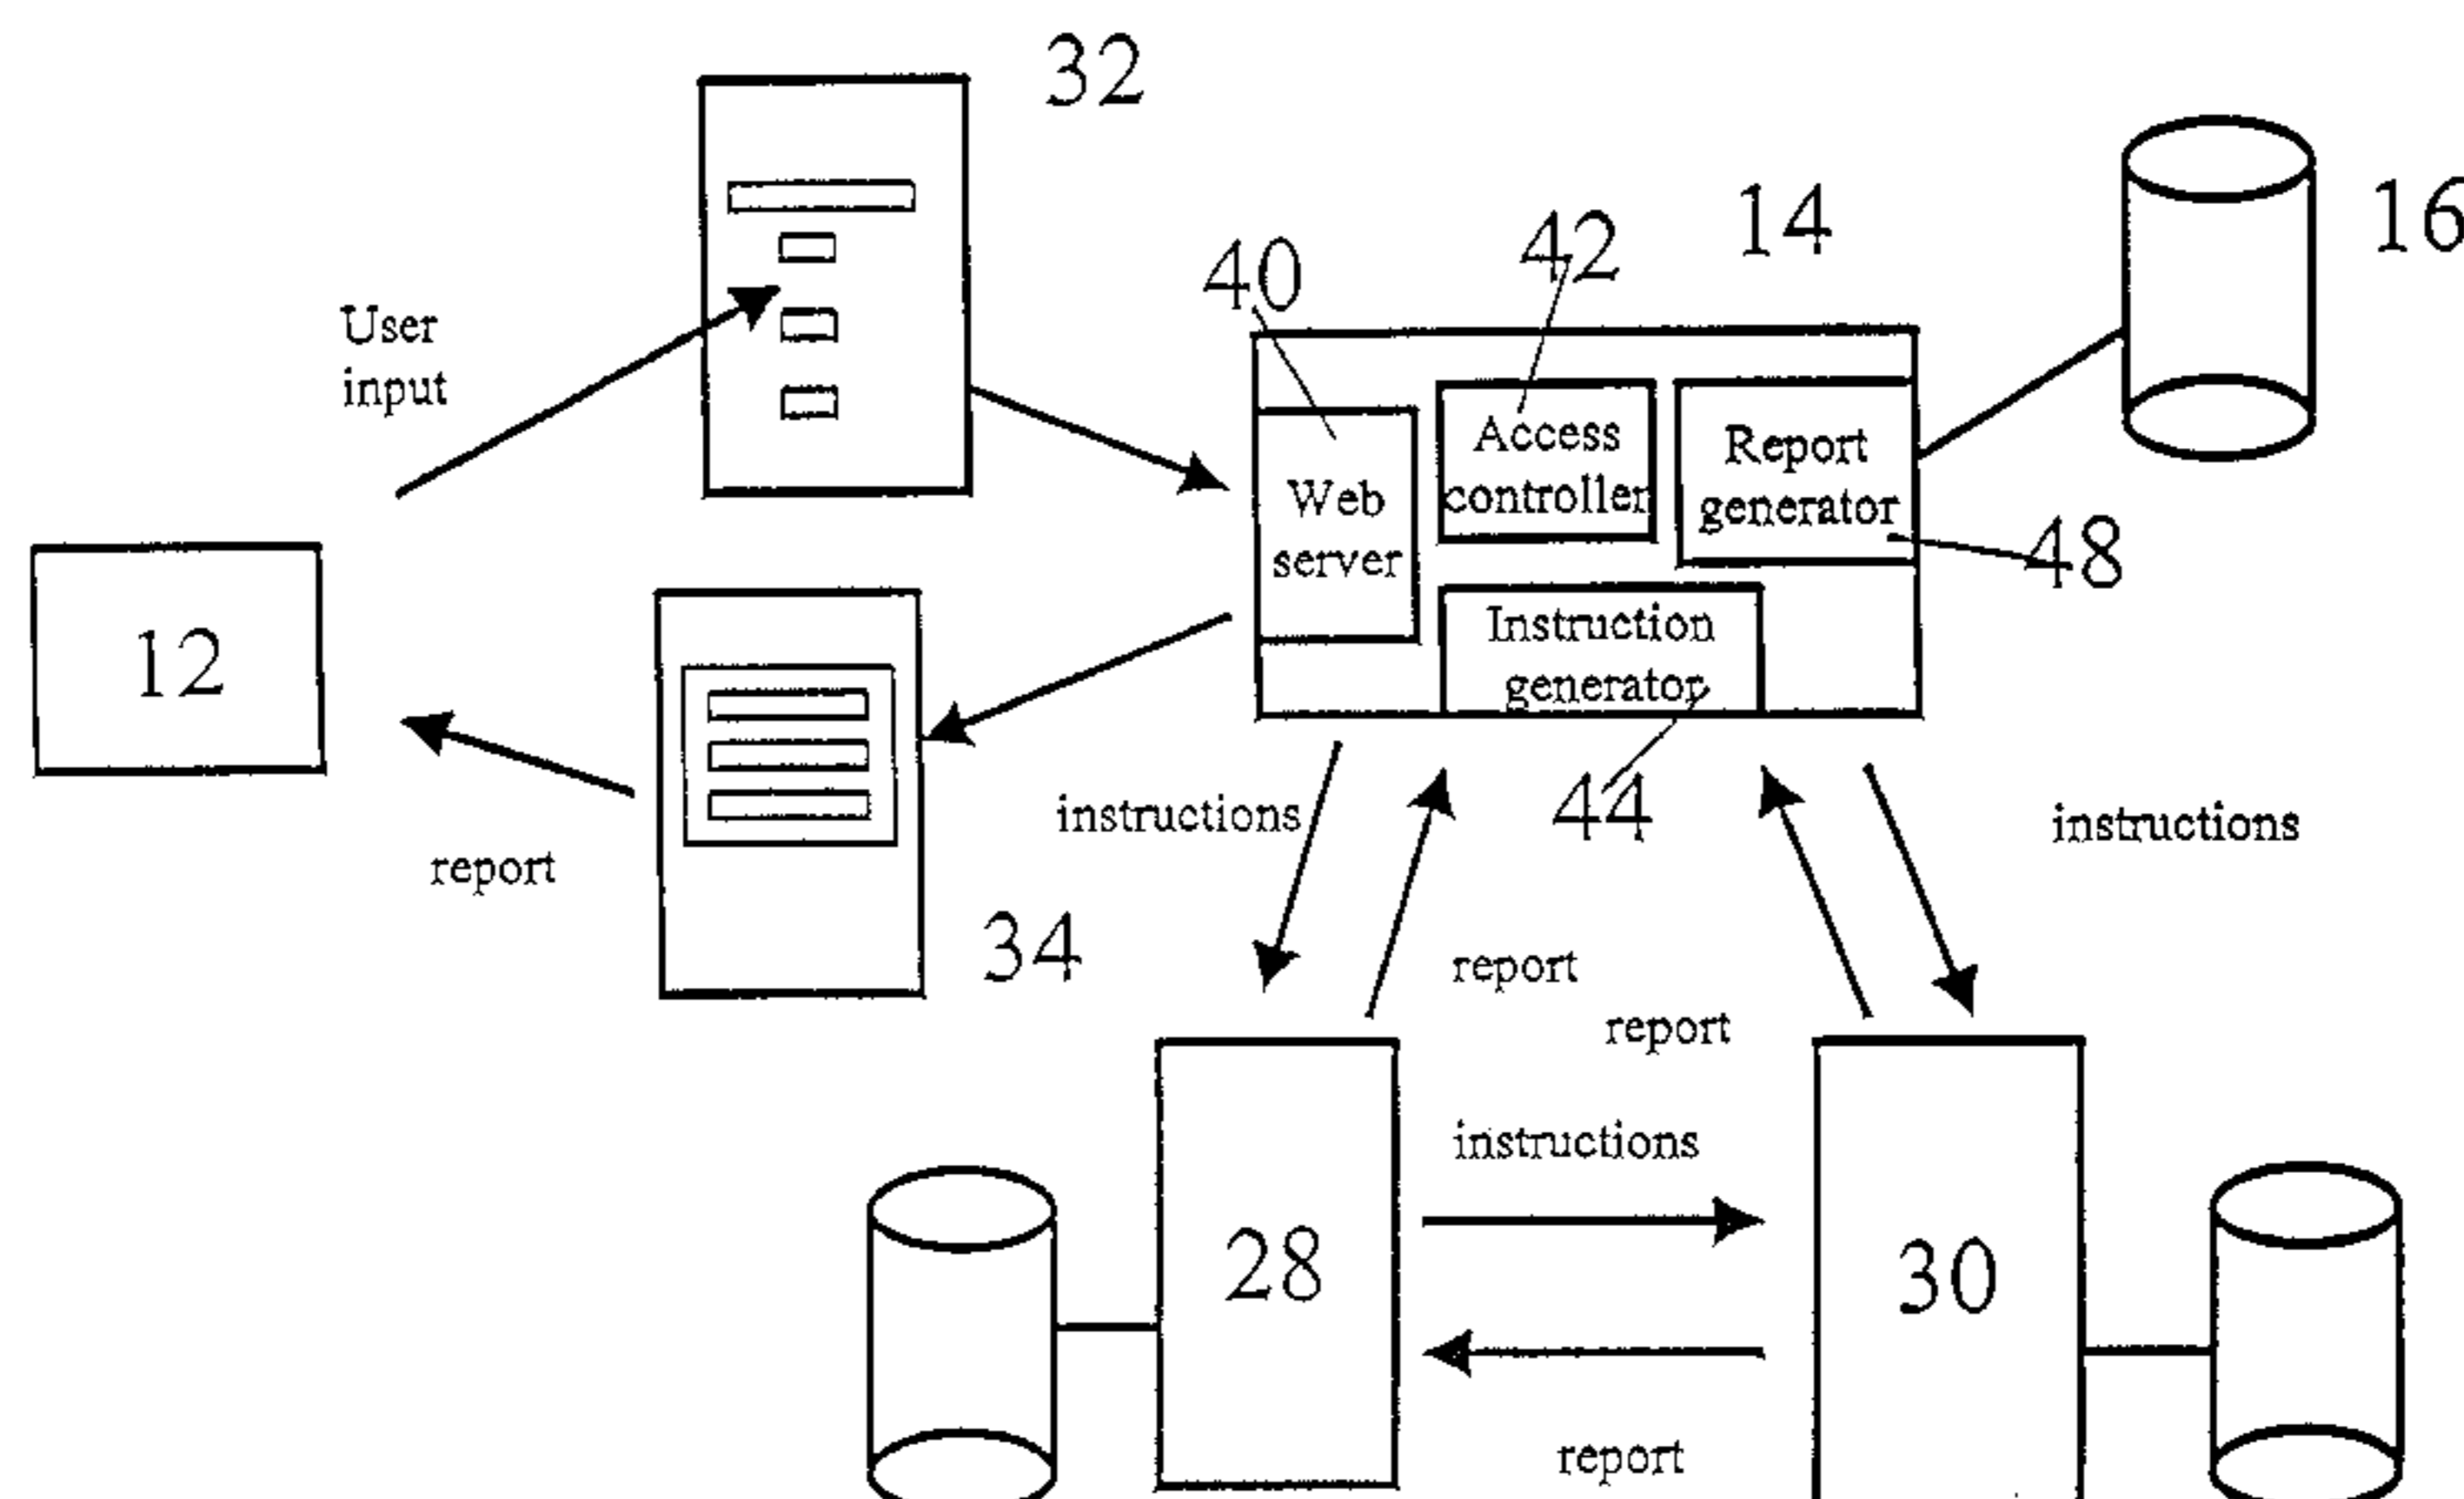 32
14
16
42
40
User
input
Access
controller
Report
generator
Web
server
48
12
Instruction
generator
44
instructions
instructions
report
34
report
report
instructions
28
30
report